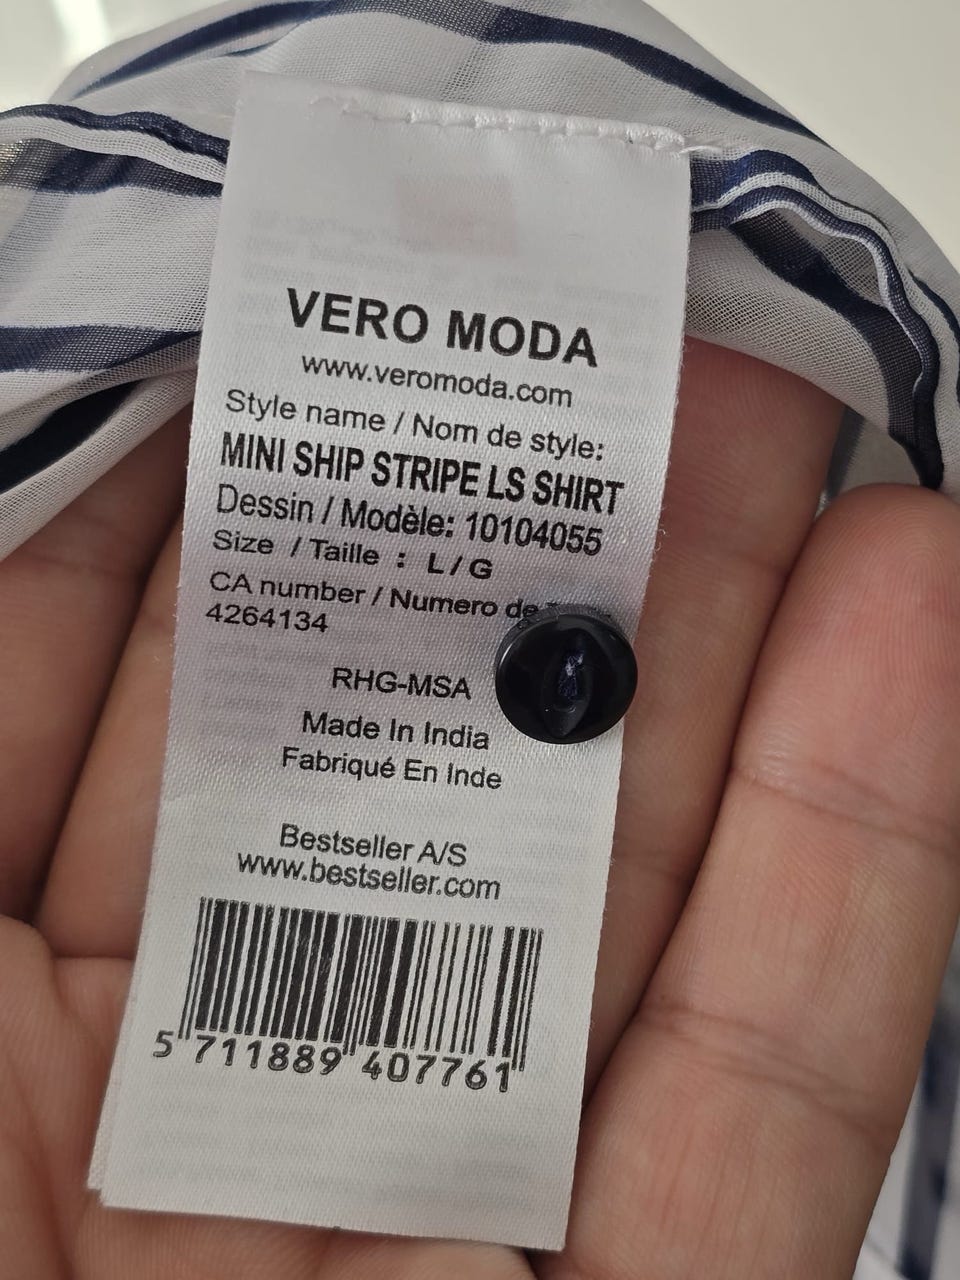 VERO MODA
www.veromoda.com
Style name / Nom de style:
MINI SHIP STRIPE LS SHIRT
Dessin / Modèle: 10104055
Size / Taille : L/G
CA number / Numero de
4264134
RHG-MSA
Made In India
Fabriqué En Inde
Bestseller A/S
www.bestseller.com
5 711889 407761